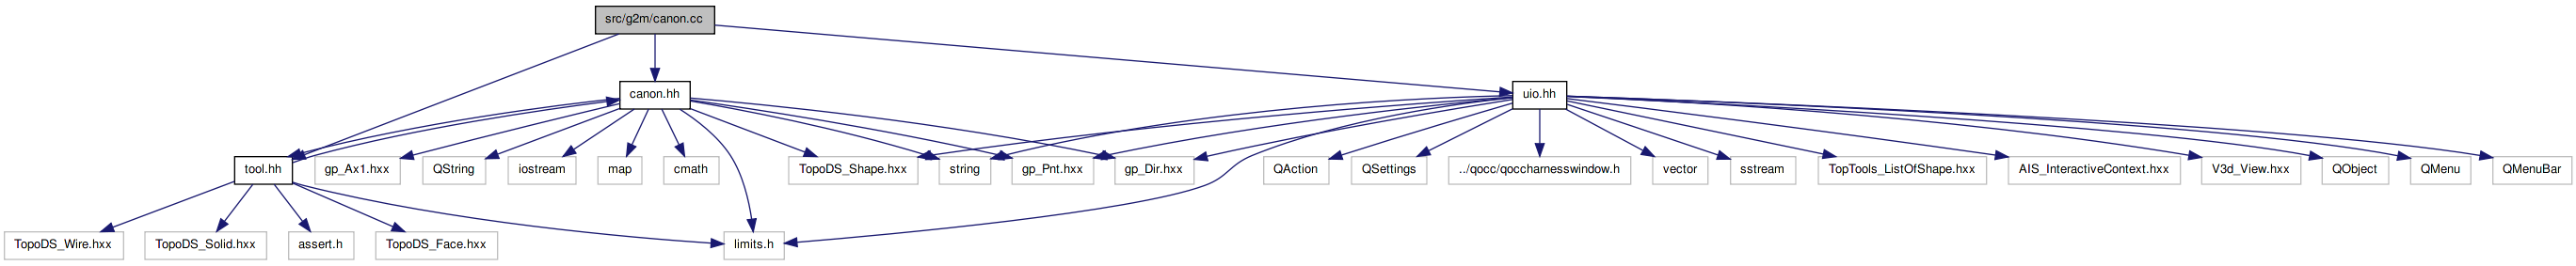 src/g2m/canon.cc
canon.hh
uio.hh
tool.hh
gp_Ax1.hxx
QString
iostream
map
cmath
TopoDS_Shape.hxx
string
gp_Pnt.hxx
gp_Dir.hxx
QAction
QSettings
../qocc/qoccharnesswindow.h
vector
sstream
TopTools_ListOfShape.hxx
AIS_InteractiveContext.hxx
V3d_View.hxx
QObject
QMenu
QMenuBar
TopoDS_Wire.hxx
TopoDS_Solid.hxx
assert.h
TopoDS_Face.hxx
limits.h